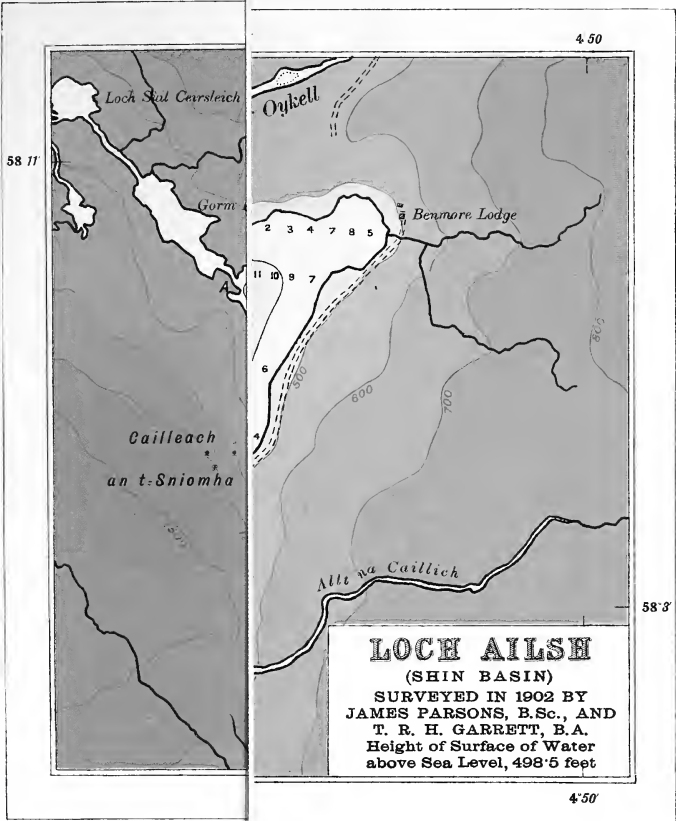 4 50
Loch Sial Ceirsleich
Oykell
58 11'
Gorm
Benmore Lodge
2 3 4 7 8 5
11 10 9 7
A
800
6
500
600
700
4
Cailleach
an t-Sniomha
Allt na Caillich
58°3'
LOCH AILSH
(SHIN BASIN)
SURVEYED IN 1902 BY
JAMES PARSONS, B.Sc., AND
T. R. H. GARRETT, B.A.
Height of Surface of Water
above Sea Level, 498·5 feet
4°50'